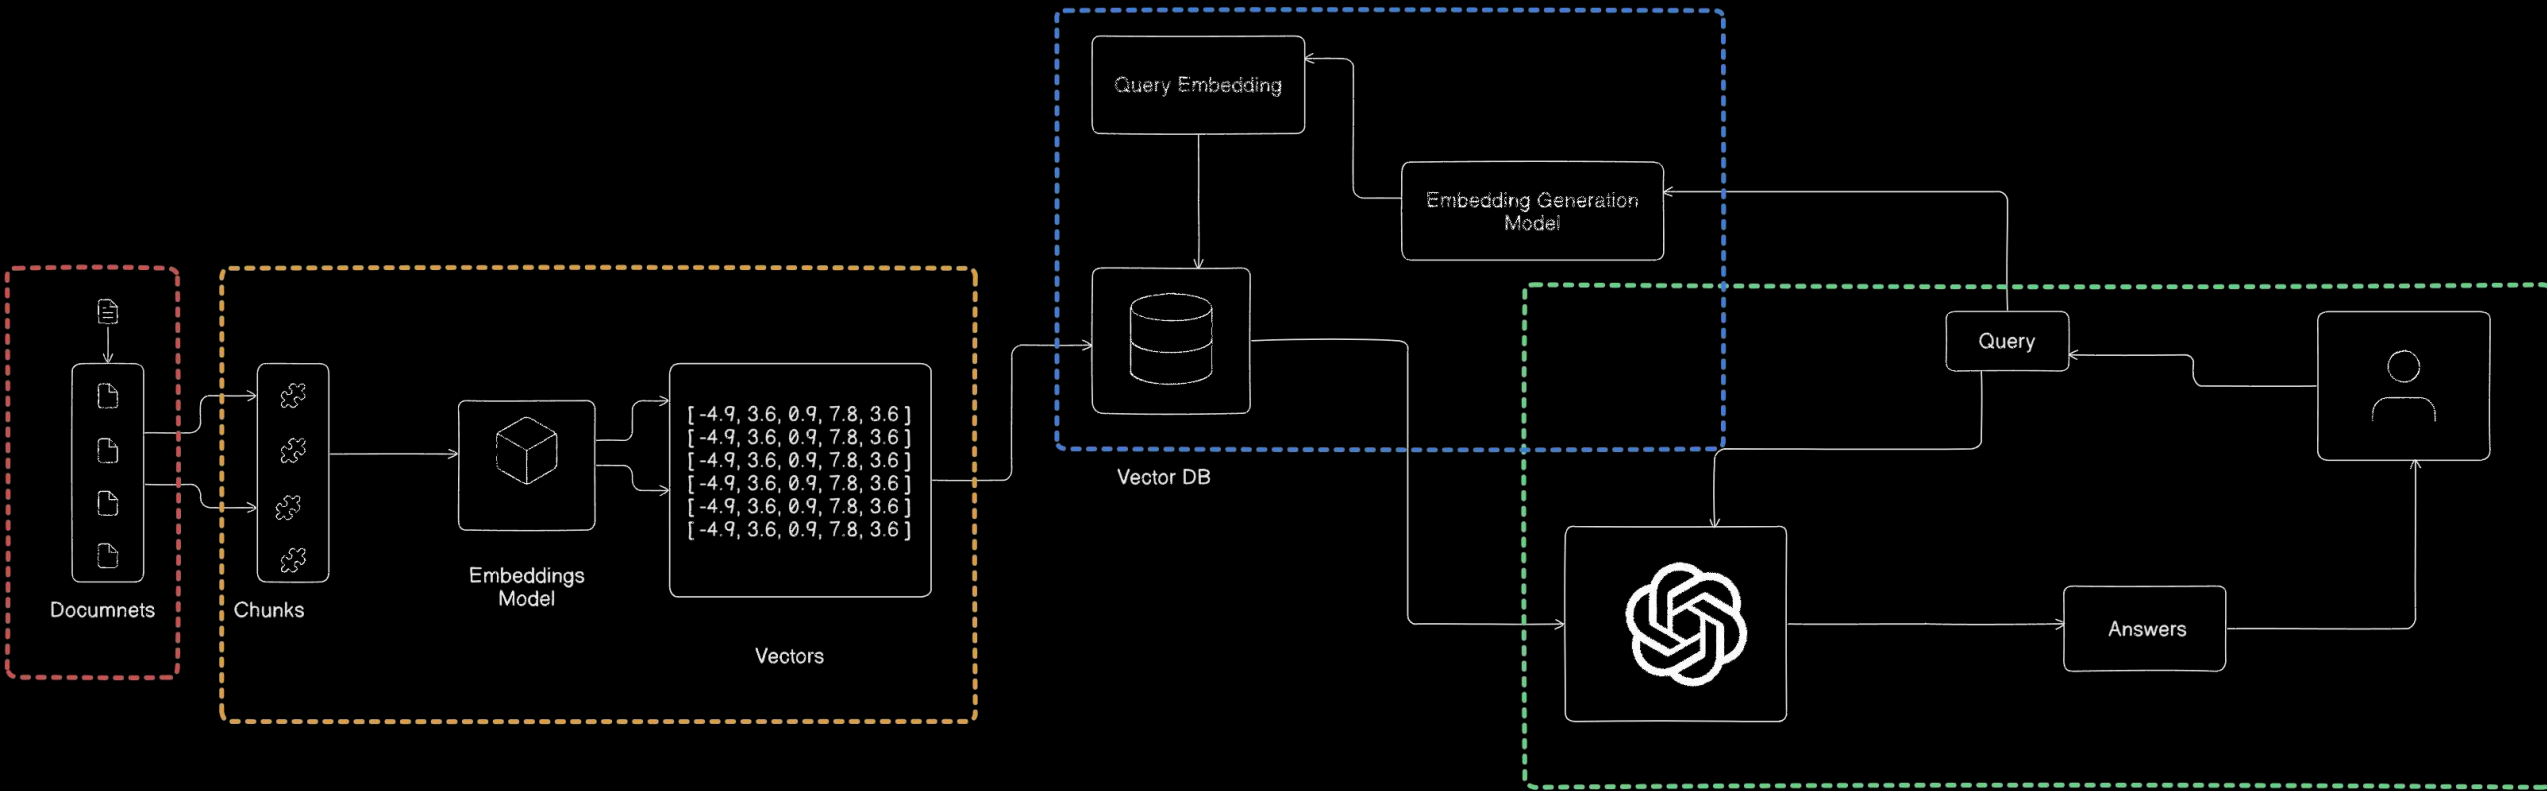 Query Embedding
Embedding Generation
Model
Query
[ -4.9, 3.6, 0.9, 7.8, 3.6 ]
[ -4.9, 3.6, 0.9, 7.8, 3.6 ]
[ -4.9, 3.6, 0.9, 7.8, 3.6 ]
[ -4.9, 3.6, 0.9, 7.8, 3.6 ]
[ -4.9, 3.6, 0.9, 7.8, 3.6 ]
[ -4.9, 3.6, 0.9, 7.8, 3.6 ]
Vector DB
Embeddings
Model
Documnets
Chunks
Vectors
Answers